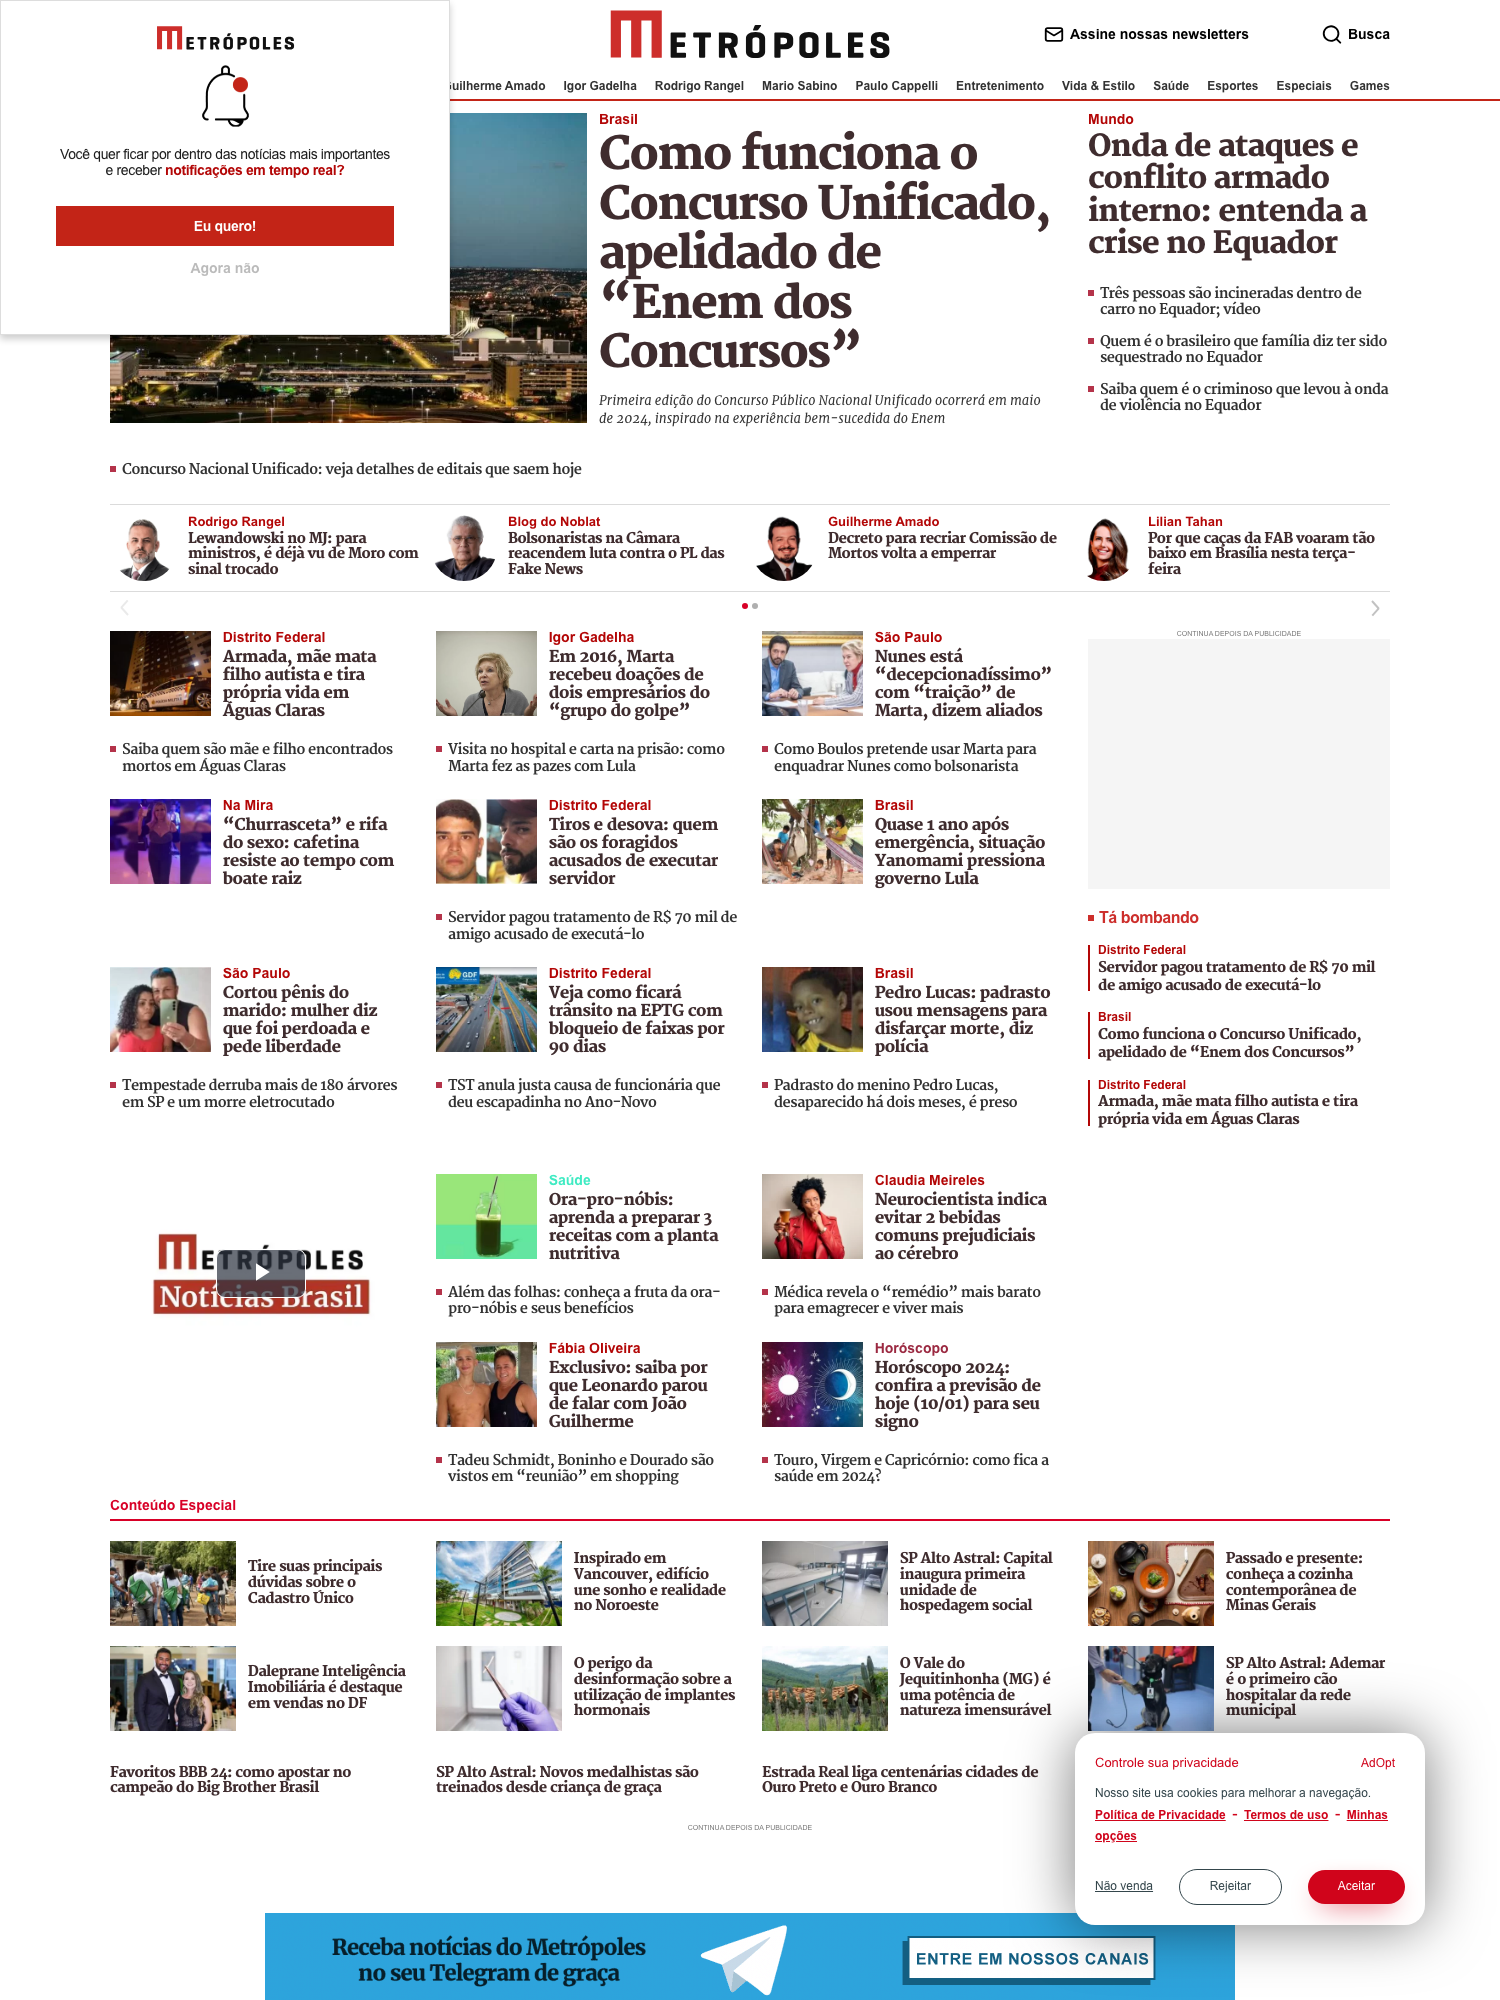 METRÓPOLES
Você quer ficar por dentro das notícias mais importantes
e receber notificações em tempo real?
Eu quero!
Agora não
METRÓPOLES
Assine nossas newsletters
Busca
uilherme Amado
Igor Gadelha
Rodrigo Rangel
Mario Sabino
Paulo Cappelli
Entretenimento
Vida & Estilo
Saúde
Esportes
Especiais
Games
Brasil
Como funciona o
Concurso Unificado,
apelidado de
“Enem dos
Concursos”
Primeira edição do Concurso Público Nacional Unificado ocorrerá em maio
de 2024, inspirado na experiência bem-sucedida do Enem
Mundo
Onda de ataques e
conflito armado
interno: entenda a
crise no Equador
Três pessoas são incineradas dentro de
carro no Equador; vídeo
Quem é o brasileiro que família diz ter sido
sequestrado no Equador
Saiba quem é o criminoso que levou à onda
de violência no Equador
Concurso Nacional Unificado: veja detalhes de editais que saem hoje
Rodrigo Rangel
Lewandowski no MJ: para
ministros, é déjà vu de Moro com
sinal trocado
Blog do Noblat
Bolsonaristas na Câmara
reacendem luta contra o PL das
Fake News
Guilherme Amado
Decreto para recriar Comissão de
Mortos volta a emperrar
Lilian Tahan
Por que caças da FAB voaram tão
baixo em Brasília nesta terça-
feira
Distrito Federal
Armada, mãe mata
filho autista e tira
própria vida em
Águas Claras
Saiba quem são mãe e filho encontrados
mortos em Águas Claras
Igor Gadelha
Em 2016, Marta
recebeu doações de
dois empresários do
“grupo do golpe”
Visita no hospital e carta na prisão: como
Marta fez as pazes com Lula
São Paulo
Nunes está
“decepcionadíssimo”
com “traição” de
Marta, dizem aliados
Como Boulos pretende usar Marta para
enquadrar Nunes como bolsonarista
CONTINUA DEPOIS DA PUBLICIDADE
Na Mira
“Churrasceta” e rifa
do sexo: cafetina
resiste ao tempo com
boate raiz
Distrito Federal
Tiros e desova: quem
são os foragidos
acusados de executar
servidor
Servidor pagou tratamento de R$ 70 mil de
amigo acusado de executá-lo
Brasil
Quase 1 ano após
emergência, situação
Yanomami pressiona
governo Lula
Tá bombando
Distrito Federal
Servidor pagou tratamento de R$ 70 mil
de amigo acusado de executá-lo
Brasil
Como funciona o Concurso Unificado,
apelidado de “Enem dos Concursos”
Distrito Federal
Armada, mãe mata filho autista e tira
própria vida em Águas Claras
São Paulo
Cortou pênis do
marido: mulher diz
que foi perdoada e
pede liberdade
Tempestade derruba mais de 180 árvores
em SP e um morre eletrocutado
GDF
Distrito Federal
Veja como ficará
trânsito na EPTG com
bloqueio de faixas por
90 dias
TST anula justa causa de funcionária que
deu escapadinha no Ano-Novo
Brasil
Pedro Lucas: padrasto
usou mensagens para
disfarçar morte, diz
polícia
Padrasto do menino Pedro Lucas,
desaparecido há dois meses, é preso
METRÓPOLES
Notícias Brasil
Saúde
Ora-pro-nóbis:
aprenda a preparar 3
receitas com a planta
nutritiva
Além das folhas: conheça a fruta da ora-
pro-nóbis e seus benefícios
Claudia Meireles
Neurocientista indica
evitar 2 bebidas
comuns prejudiciais
ao cérebro
Médica revela o “remédio” mais barato
para emagrecer e viver mais
Fábia Oliveira
Exclusivo: saiba por
que Leonardo parou
de falar com João
Guilherme
Tadeu Schmidt, Boninho e Dourado são
vistos em “reunião” em shopping
Horóscopo
Horóscopo 2024:
confira a previsão de
hoje (10/01) para seu
signo
Touro, Virgem e Capricórnio: como fica a
saúde em 2024?
Conteúdo Especial
Tire suas principais
dúvidas sobre o
Cadastro Único
Inspirado em
Vancouver, edifício
une sonho e realidade
no Noroeste
SP Alto Astral: Capital
inaugura primeira
unidade de
hospedagem social
Passado e presente:
conheça a cozinha
contemporânea de
Minas Gerais
Daleprane Inteligência
Imobiliária é destaque
em vendas no DF
O perigo da
desinformação sobre a
utilização de implantes
hormonais
O Vale do
Jequitinhonha (MG) é
uma potência de
natureza imensurável
SP Alto Astral: Ademar
é o primeiro cão
hospitalar da rede
municipal
Favoritos BBB 24: como apostar no
campeão do Big Brother Brasil
SP Alto Astral: Novos medalhistas são
treinados desde criança de graça
Estrada Real liga centenárias cidades de
Ouro Preto e Ouro Branco
CONTINUA DEPOIS DA PUBLICIDADE
Controle sua privacidade
AdOpt
Nosso site usa cookies para melhorar a navegação.
Política de Privacidade - Termos de uso - Minhas
opções
Não venda
Rejeitar
Aceitar
Receba notícias do Metrópoles
no seu Telegram de graça
ENTRE EM NOSSOS CANAIS